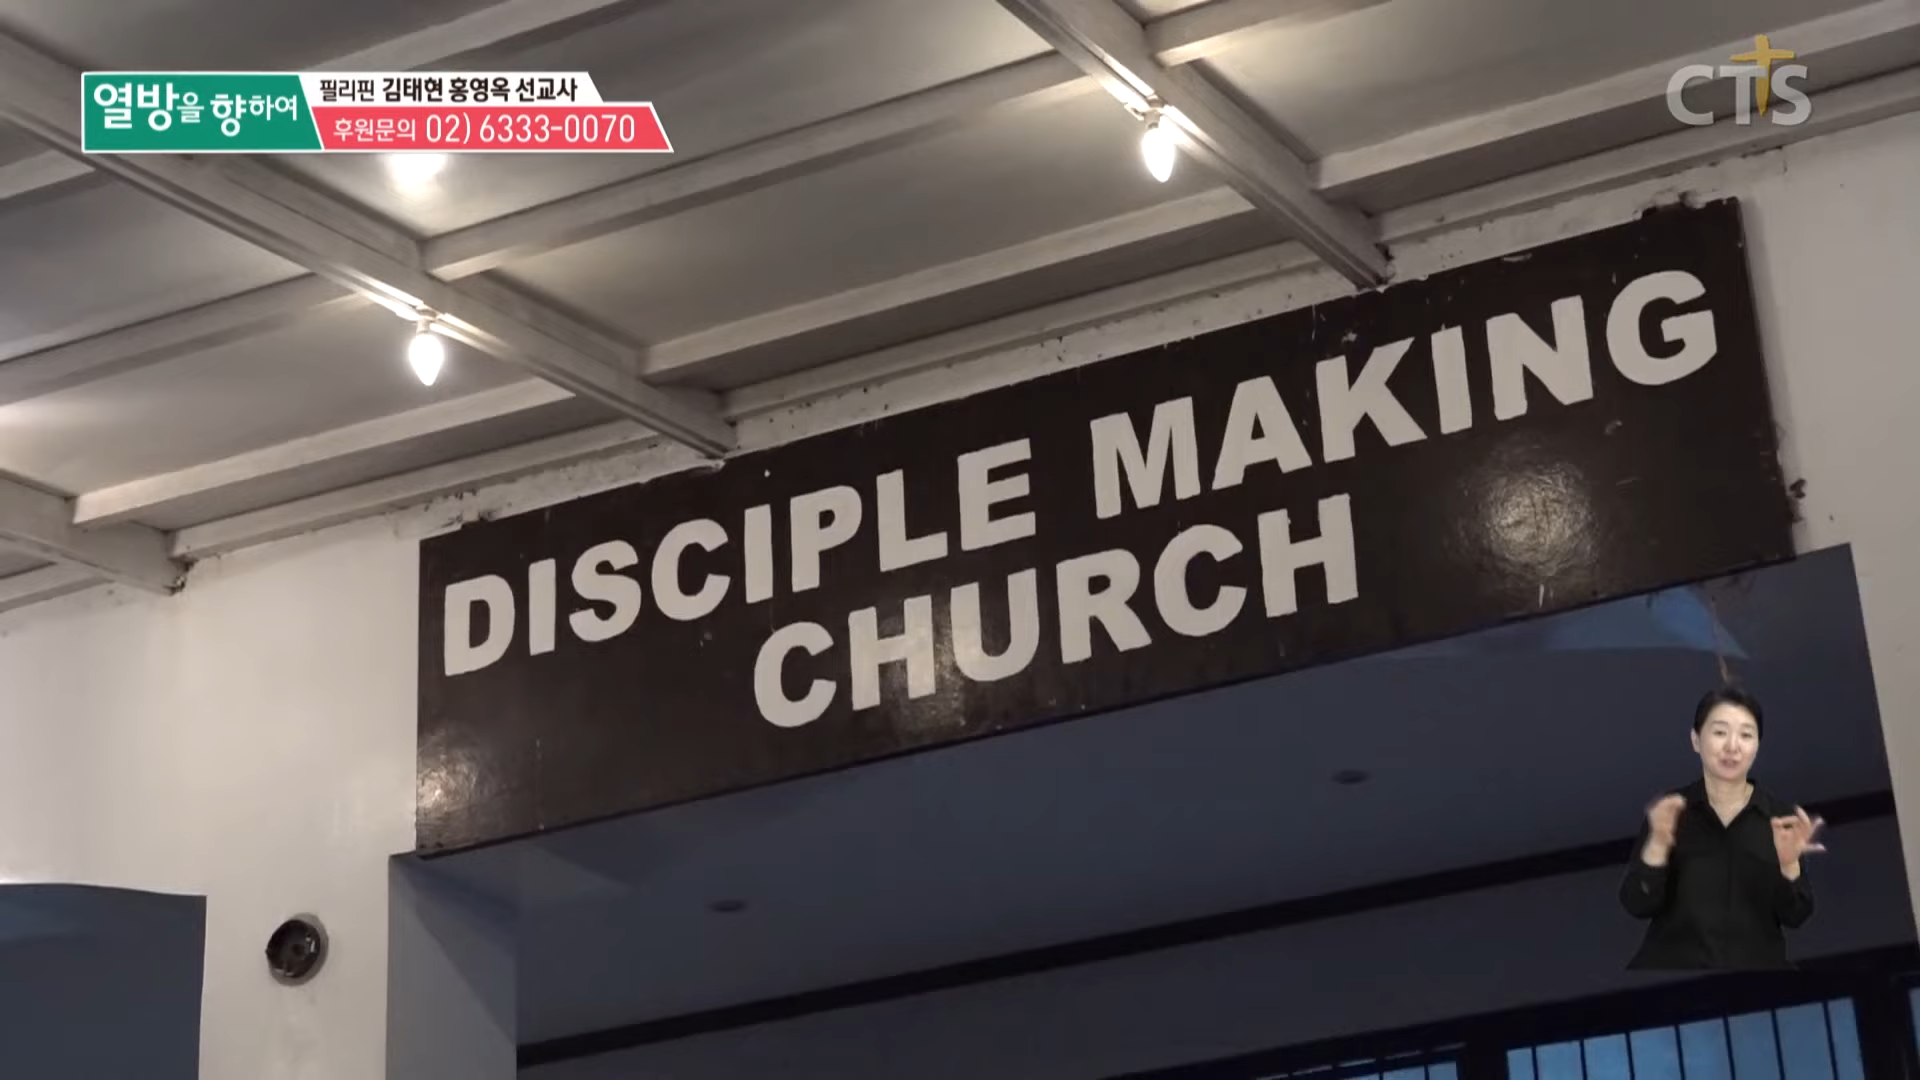 열방을 향하여
필리핀 김태현 홍영옥 선교사
후원문의 02) 6333-0070
CTS
DISCIPLE MAKING
CHURCH